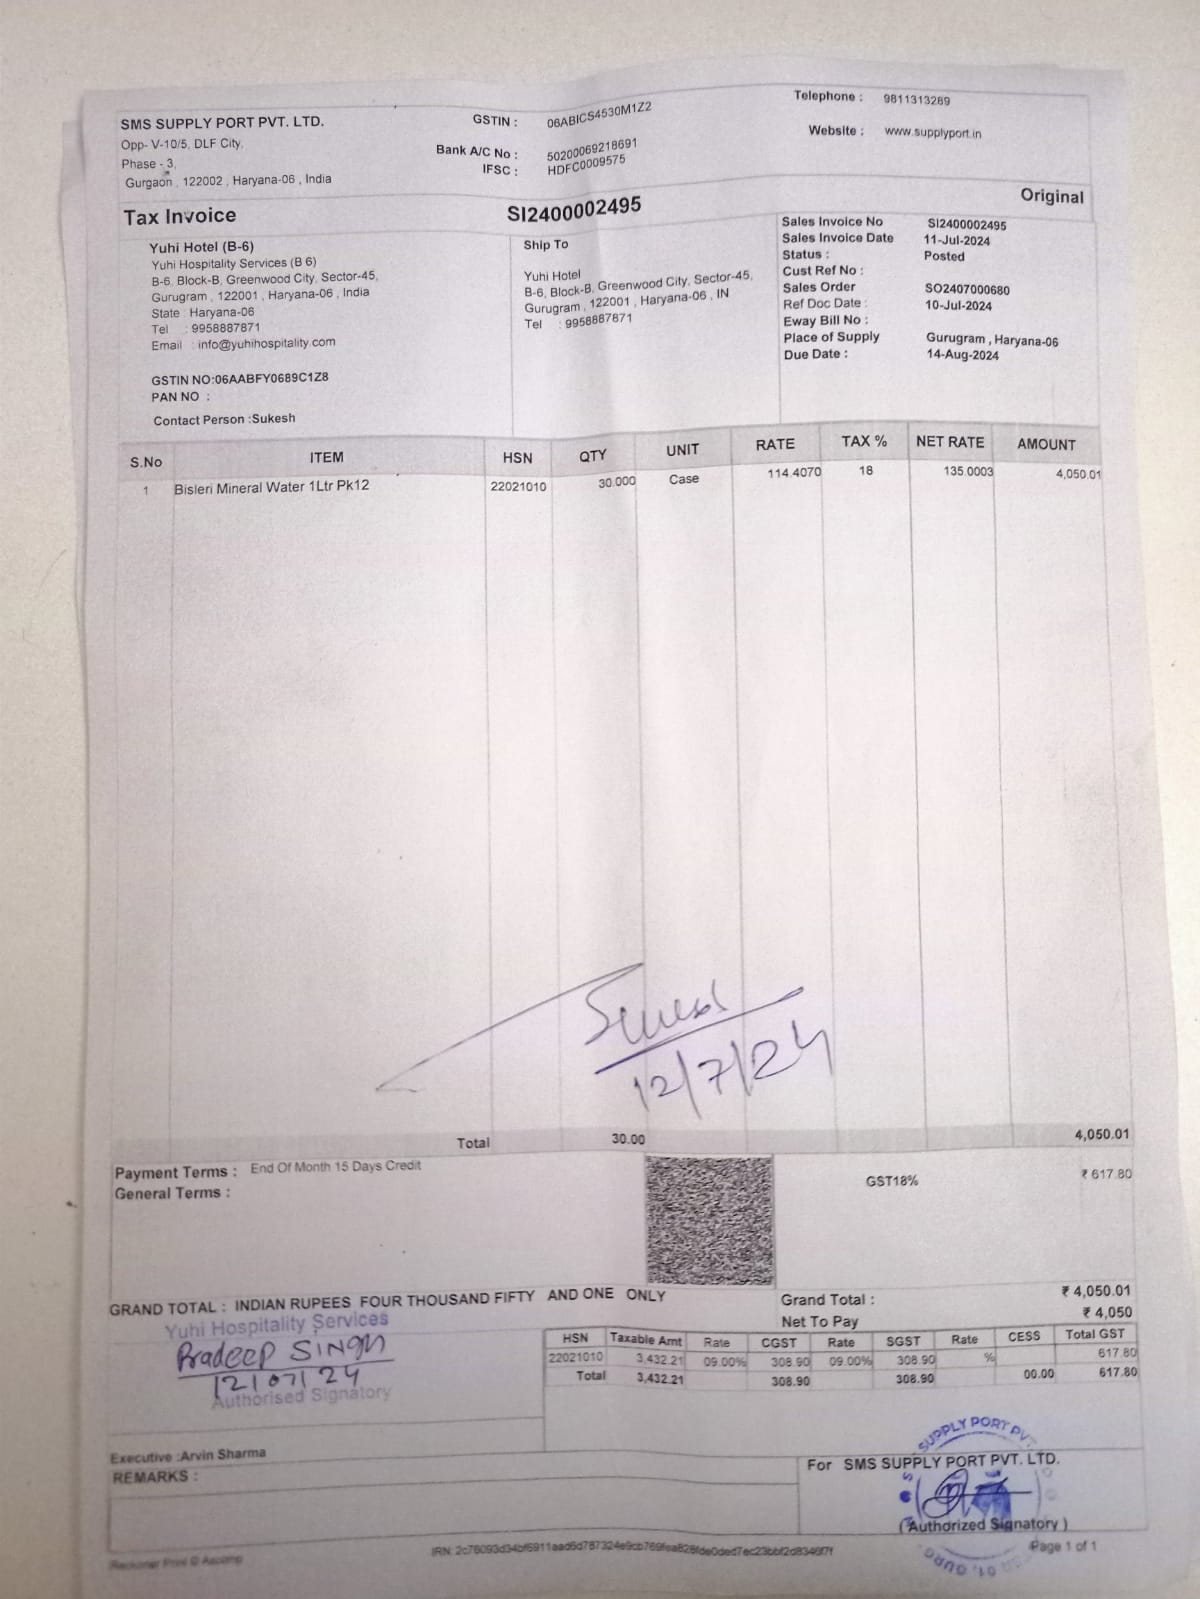 SMS SUPPLY PORT PVT. LTD.
Opp- V-10/5, DLF City,
Phase - 3,
Gurgaon , 122002 , Haryana-06 , India
GSTIN : 06ABICS4530M1Z2
Bank A/C No : 50200069218691
IFSC : HDFC0009575
Telephone : 9811313289
Website : www.supplyport.in
Original
Tax Invoice SI2400002495
Yuhi Hotel (B-6)
Yuhi Hospitality Services (B 6)
B-6, Block-B, Greenwood City, Sector-45,
Gurugram , 122001 , Haryana-06 , India
State : Haryana-06
Tel : 9958887871
Email : info@yuhihospitality.com
GSTIN NO:06AABFY0689C1Z8
PAN NO :
Contact Person :Sukesh
Ship To
Yuhi Hotel
B-6, Block-B, Greenwood City, Sector-45,
Gurugram , 122001 , Haryana-06 , IN
Tel : 9958887871
Sales Invoice No SI2400002495
Sales Invoice Date 11-Jul-2024
Status : Posted
Cust Ref No :
Sales Order SO2407000680
Ref Doc Date : 10-Jul-2024
Eway Bill No :
Place of Supply Gurugram , Haryana-06
Due Date : 14-Aug-2024
S.No ITEM HSN QTY UNIT RATE TAX % NET RATE AMOUNT
1 Bisleri Mineral Water 1Ltr Pk12 22021010 30.000 Case 114.4070 18 135.0003 4,050.01
12/7/24
Total 30.00 4,050.01
Payment Terms : End Of Month 15 Days Credit
General Terms :
GST18% ₹ 617.80
GRAND TOTAL : INDIAN RUPEES FOUR THOUSAND FIFTY AND ONE ONLY
Grand Total : ₹ 4,050.01
Net To Pay ₹ 4,050
Yuhi Hospitality Services
Pradeep Singh
12/07/24
Authorised Signatory
HSN Taxable Amt Rate CGST Rate SGST Rate CESS Total GST
22021010 3,432.21 09.00% 308.90 09.00% 308.90 % 617.80
Total 3,432.21 308.90 308.90 00.00 617.80
Executive :Arvin Sharma
REMARKS :
SUPPLY PORT PVT
For SMS SUPPLY PORT PVT. LTD.
( Authorized Signatory )
Page 1 of 1